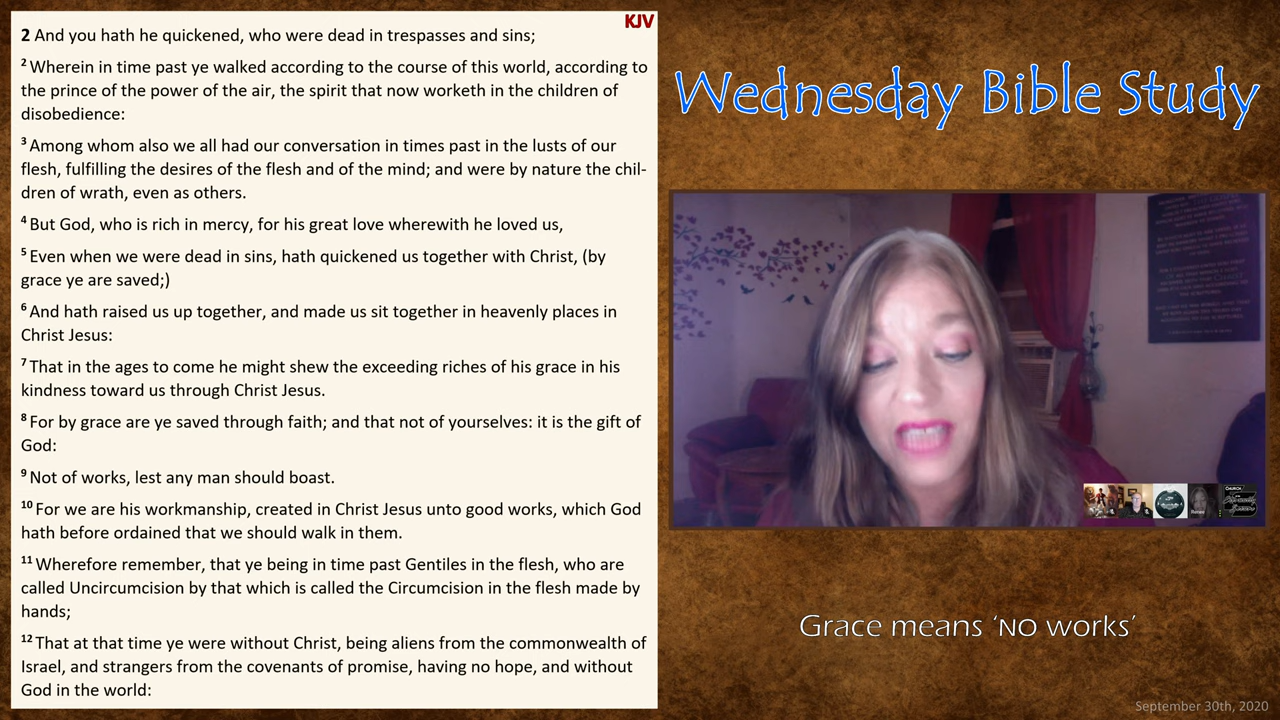 KJV
2 And you hath he quickened, who were dead in trespasses and sins;
2 Wherein in time past ye walked according to the course of this world, according to
the prince of the power of the air, the spirit that now worketh in the children of
disobedience:
3 Among whom also we all had our conversation in times past in the lusts of our
flesh, fulfilling the desires of the flesh and of the mind; and were by nature the chil-
dren of wrath, even as others.
4 But God, who is rich in mercy, for his great love wherewith he loved us,
5 Even when we were dead in sins, hath quickened us together with Christ, (by
grace ye are saved;)
6 And hath raised us up together, and made us sit together in heavenly places in
Christ Jesus:
7 That in the ages to come he might shew the exceeding riches of his grace in his
kindness toward us through Christ Jesus.
8 For by grace are ye saved through faith; and that not of yourselves: it is the gift of
God:
9 Not of works, lest any man should boast.
10 For we are his workmanship, created in Christ Jesus unto good works, which God
hath before ordained that we should walk in them.
11 Wherefore remember, that ye being in time past Gentiles in the flesh, who are
called Uncircumcision by that which is called the Circumcision in the flesh made by
hands;
12 That at that time ye were without Christ, being aliens from the commonwealth of
Israel, and strangers from the covenants of promise, having no hope, and without
God in the world:
Wednesday Bible Study
Grace means ‘NO works’
September 30th, 2020